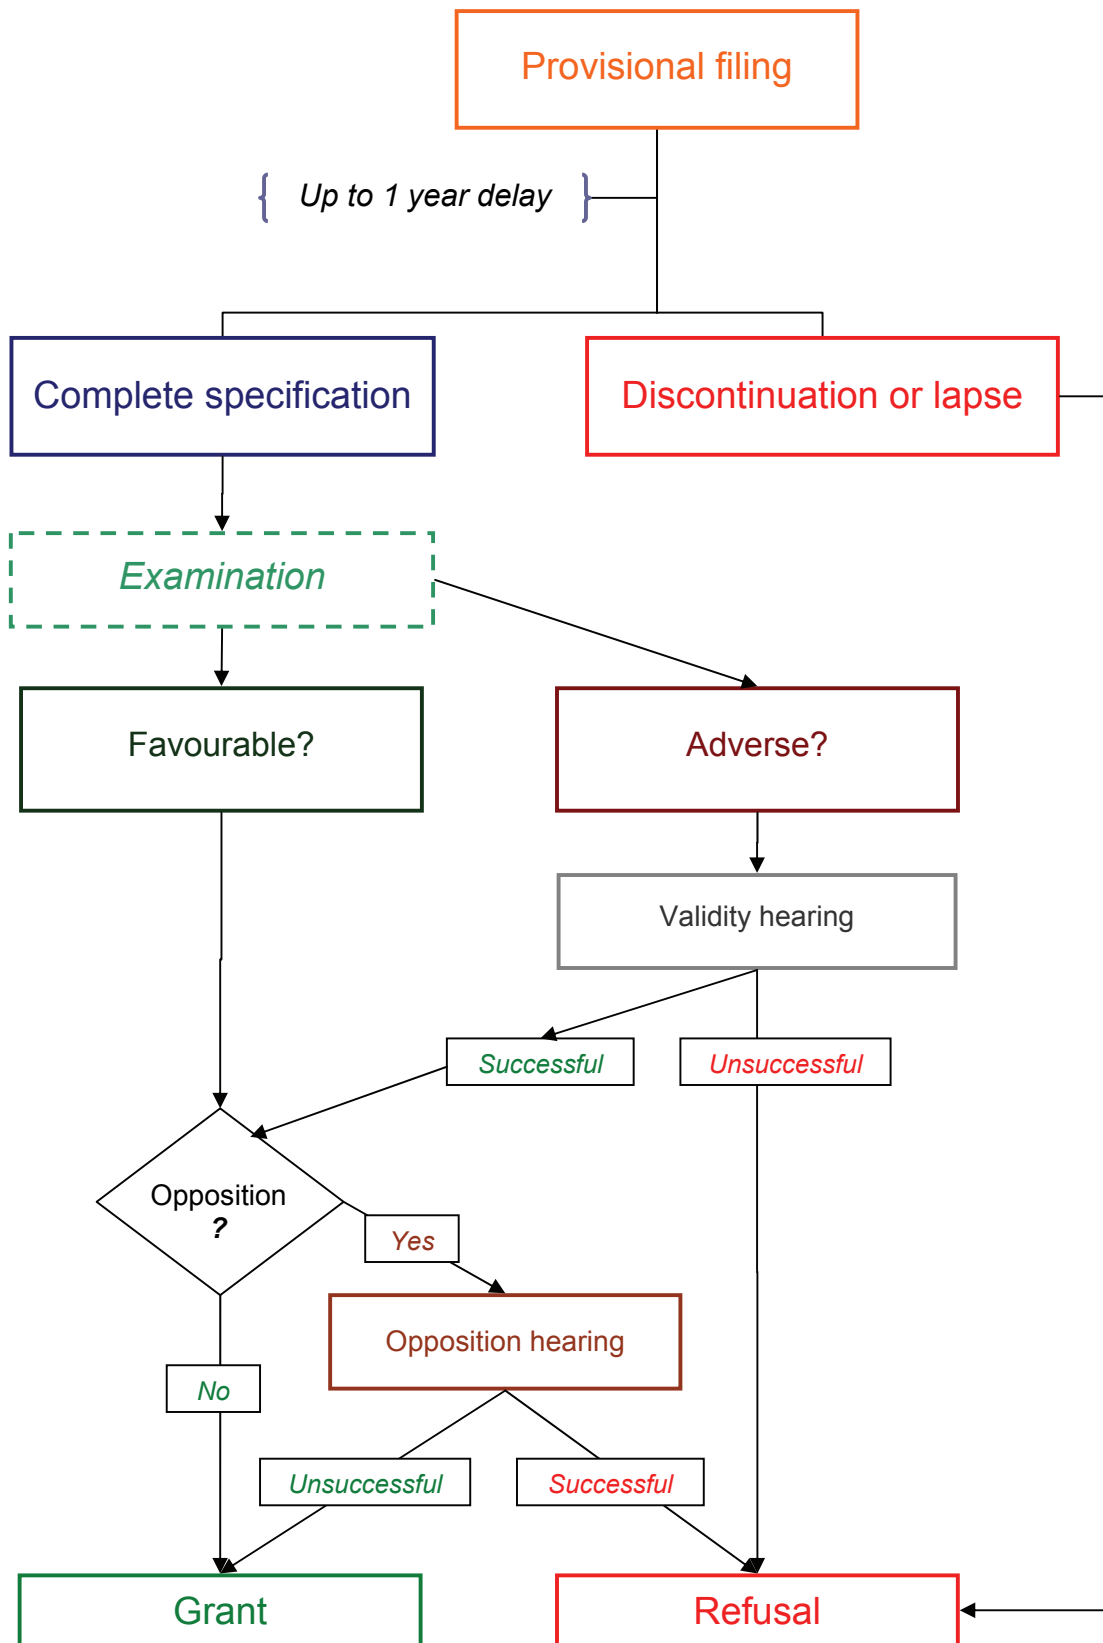 Provisional filing
Up to 1 year delay
Complete specification
Discontinuation or lapse
Examination
Favourable?
Adverse?
Validity hearing
Successful
Unsuccessful
Opposition
?
Yes
Opposition hearing
No
Unsuccessful
Successful
Grant
Refusal